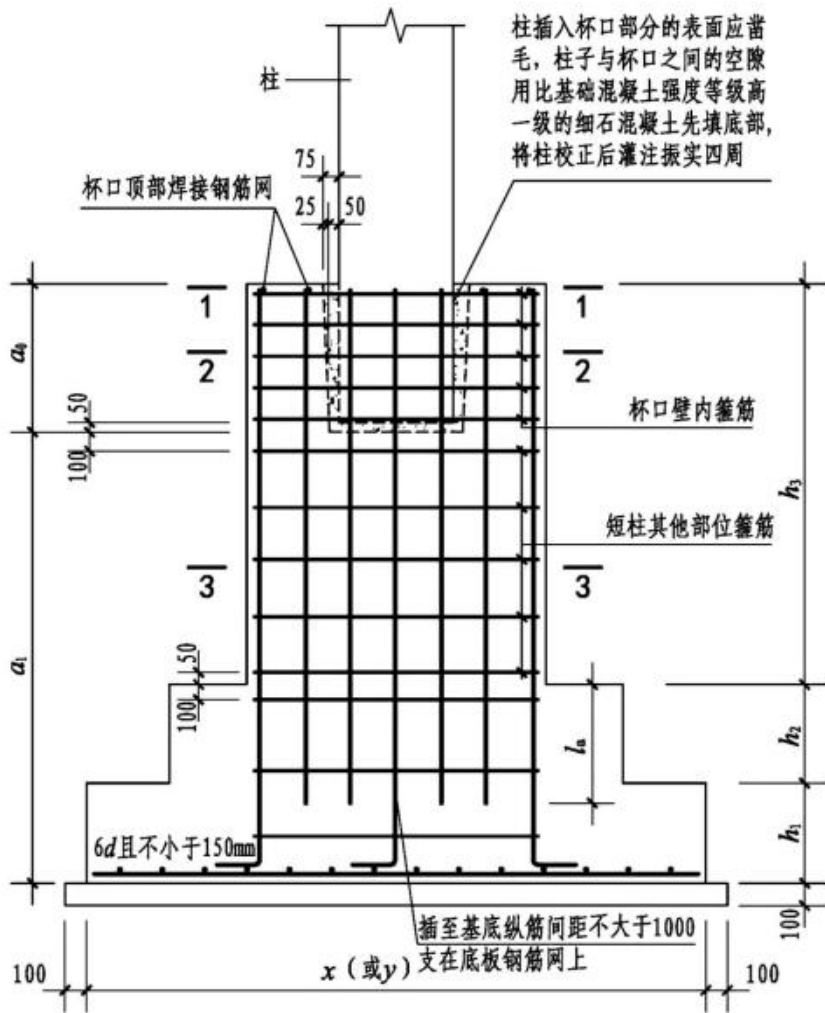 柱插入杯口部分的表面应凿
毛，柱子与杯口之间的空隙
用比基础混凝土强度等级高
一级的细石混凝土先填底部，
将柱校正后灌注振实四周
柱
75
杯口顶部焊接钢筋网
25
50
1
1
a₀
2
2
50
杯口壁内箍筋
100
h₃
短柱其他部位箍筋
3
3
a₁
50
100
lₐ
h₂
6d且不小于150mm
h₁
插至基底纵筋间距不大于1000
支在底板钢筋网上
100
100
x（或y）
100